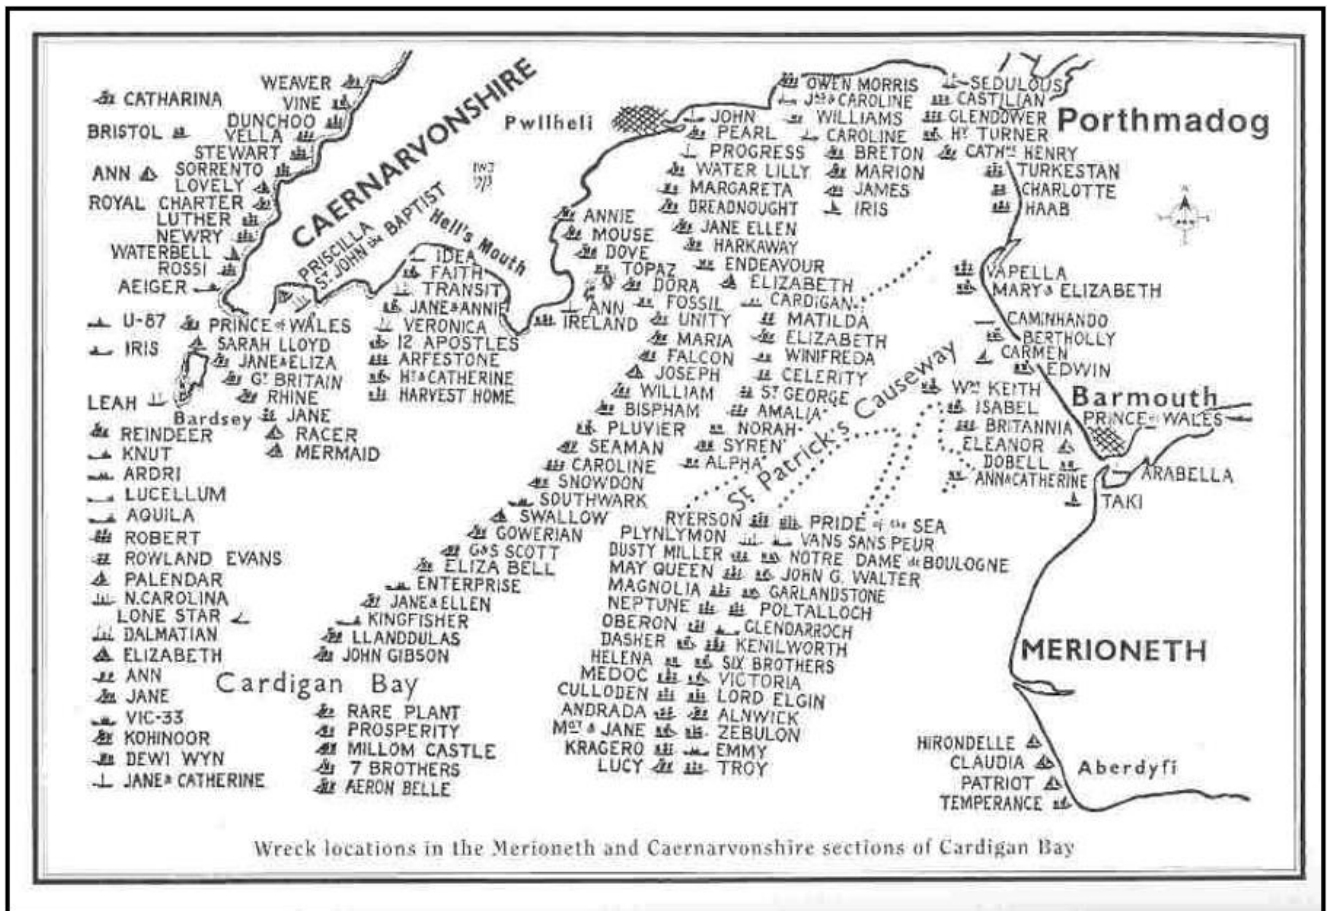 WEAVER
CATHARINA
VINE
DUNCHOO
BRISTOL
VELLA
STEWART
ANN
SORRENTO
LOVELY
ROYAL CHARTER
LUTHER
NEWRY
WATERBELL
ROSSI
AEIGER
U-87
IRIS
CAERNARVONSHIRE
PRISCILLA
ST. JOHN the BAPTIST
Hell's Mouth
IDEA
FAITH
TRANSIT
JANE & ANNIE
VERONICA
12 APOSTLES
ARFESTONE
HY & CATHERINE
HARVEST HOME
PRINCE of WALES
SARAH LLOYD
JANE & ELIZA
GT BRITAIN
RHINE
JANE
RACER
MERMAID
LEAH
Bardsey
REINDEER
KNUT
ARDRI
LUCELLUM
AQUILA
ROBERT
ROWLAND EVANS
PALENDAR
N.CAROLINA
LONE STAR
DALMATIAN
ELIZABETH
ANN
JANE
VIC-33
KOHINOOR
DEWI WYN
JANE & CATHERINE
Pwllheli
OWEN MORRIS
JAS & CAROLINE
JOHN
WILLIAMS
PEARL
CAROLINE
PROGRESS
BRETON
WATER LILLY
MARION
MARGARETA
JAMES
DREADNOUGHT
IRIS
ANNIE
JANE ELLEN
MOUSE
HARKAWAY
DOVE
ENDEAVOUR
TOPAZ
DORA
ELIZABETH
ANN
FOSSIL
CARDIGAN
IRELAND
UNITY
MATILDA
MARIA
ELIZABETH
FALCON
WINIFREDA
JOSEPH
CELERITY
WILLIAM
ST GEORGE
BISPHAM
AMALIA
PLUVIER
NORAH
SEAMAN
SYREN
CAROLINE
ALPHA
SNOWDON
SOUTHWARK
SWALLOW
GOWERIAN
G&S SCOTT
ELIZA BELL
ENTERPRISE
JANE & ELLEN
KINGFISHER
LLANDDULAS
JOHN GIBSON
Cardigan Bay
RARE PLANT
PROSPERITY
MILLOM CASTLE
7 BROTHERS
AERON BELLE
St. Patrick's Causeway
SEDULOUS
CASTILIAN
GLENDOWER
HY TURNER
CATHNE HENRY
TURKESTAN
CHARLOTTE
HAAB
Porthmadog
N
VAPELLA
MARY & ELIZABETH
CAMINHANDO
BERTHOLLY
CARMEN
EDWIN
WM KEITH
ISABEL
BRITANNIA
ELEANOR
DOBELL
ANN & CATHERINE
Barmouth
PRINCE of WALES
ARABELLA
TAKI
RYERSON
PRIDE of the SEA
PLYNLYMON
VANS SANS PEUR
DUSTY MILLER
NOTRE DAME de BOULOGNE
MAY QUEEN
JOHN G. WALTER
MAGNOLIA
GARLANDSTONE
NEPTUNE
POLTALLOCH
OBERON
GLENDARROCH
DASHER
KENILWORTH
HELENA
SIX BROTHERS
MEDOC
VICTORIA
CULLODEN
LORD ELGIN
ANDRADA
ALNWICK
MGT & JANE
ZEBULON
KRAGERO
EMMY
LUCY
TROY
MERIONETH
HIRONDELLE
CLAUDIA
PATRIOT
TEMPERANCE
Aberdyfi
Wreck locations in the Merioneth and Caernarvonshire sections of Cardigan Bay